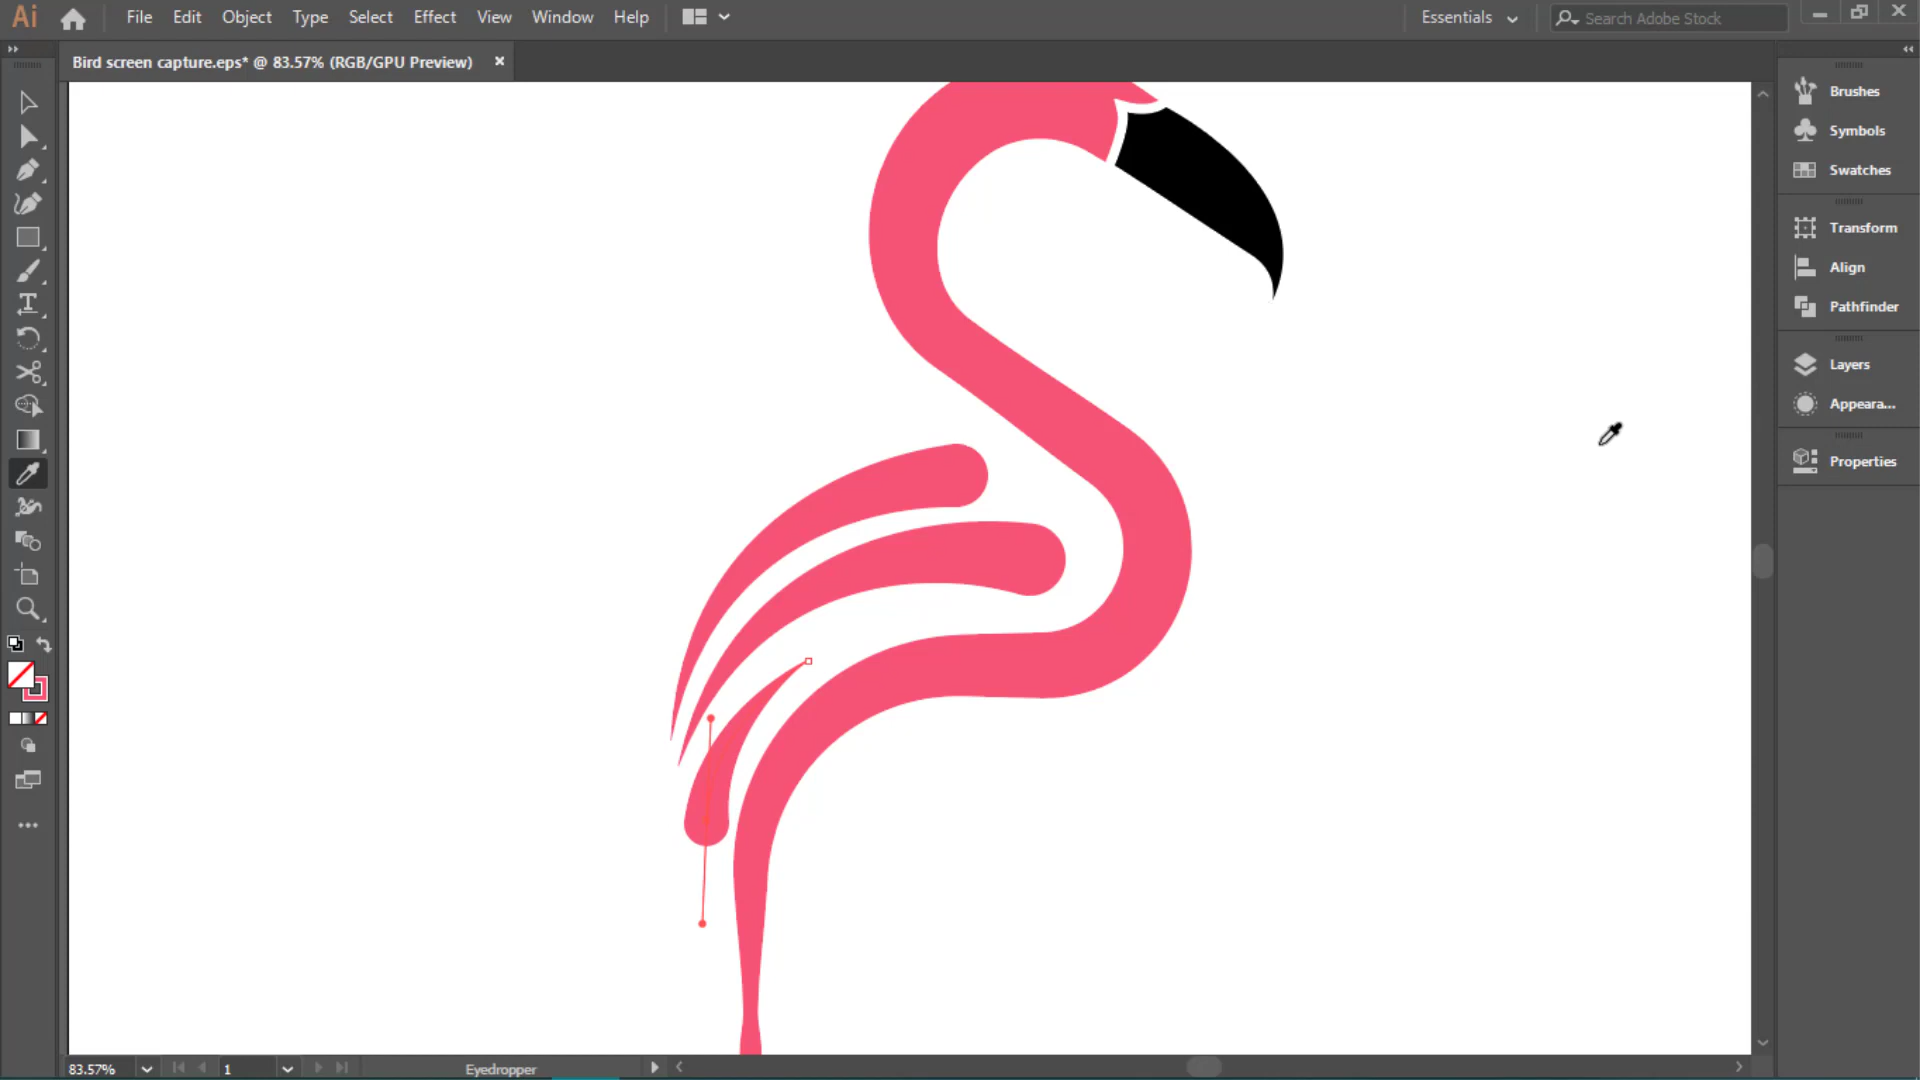 Ai File Edit Object Type Select Effect View Window Help Essentials Search Adobe Stock
Bird screen capture.eps* @ 83.57% (RGB/GPU Preview)
Brushes
Symbols
Swatches
Transform
Align
Pathfinder
Layers
Appeara...
Properties
83.57% 1 Eyedropper